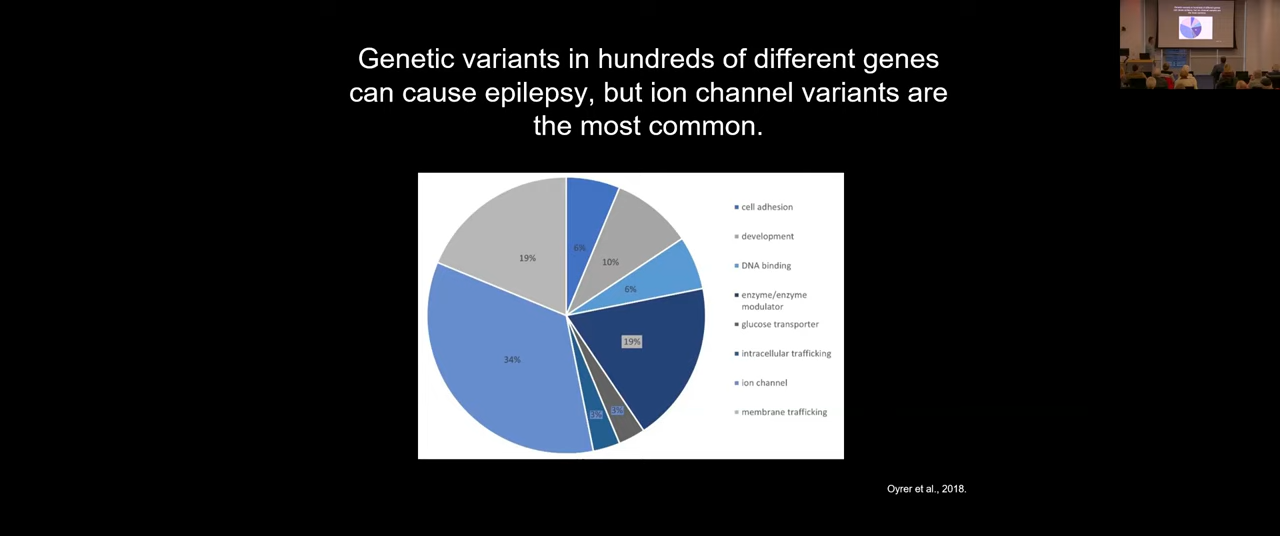 Genetic variants in hundreds of different genes
can cause epilepsy, but ion channel variants are
the most common.
6%
10%
6%
19%
3%
3%
34%
19%
cell adhesion
development
DNA binding
enzyme/enzyme
modulator
glucose transporter
intracellular trafficking
ion channel
membrane trafficking
Oyrer et al., 2018.